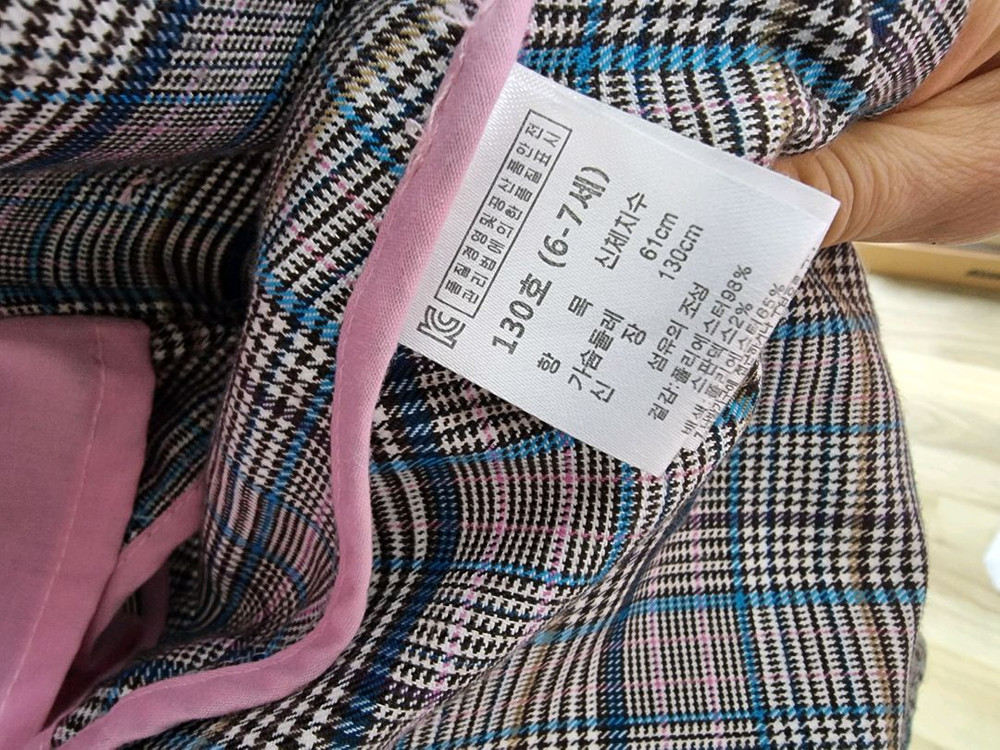 품질경영및공산품안전
관리법에의한품질표시
130호 (6-7세)
항 목 신체치수
가슴둘레 61cm
신 장 130cm
섬유의 조성
겉감:폴리에스터98%
스판덱스2%